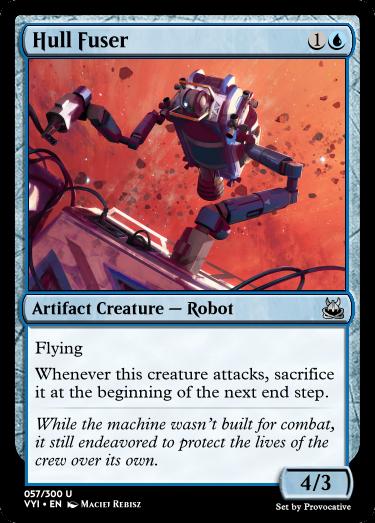 Hull Fuser
1
Artifact Creature — Robot
Flying
Whenever this creature attacks, sacrifice
it at the beginning of the next end step.
While the machine wasn't built for combat,
it still endeavored to protect the lives of the
crew over its own.
4/3
057/300 U
VYI • EN Maciej Rebisz
Set by Provocative